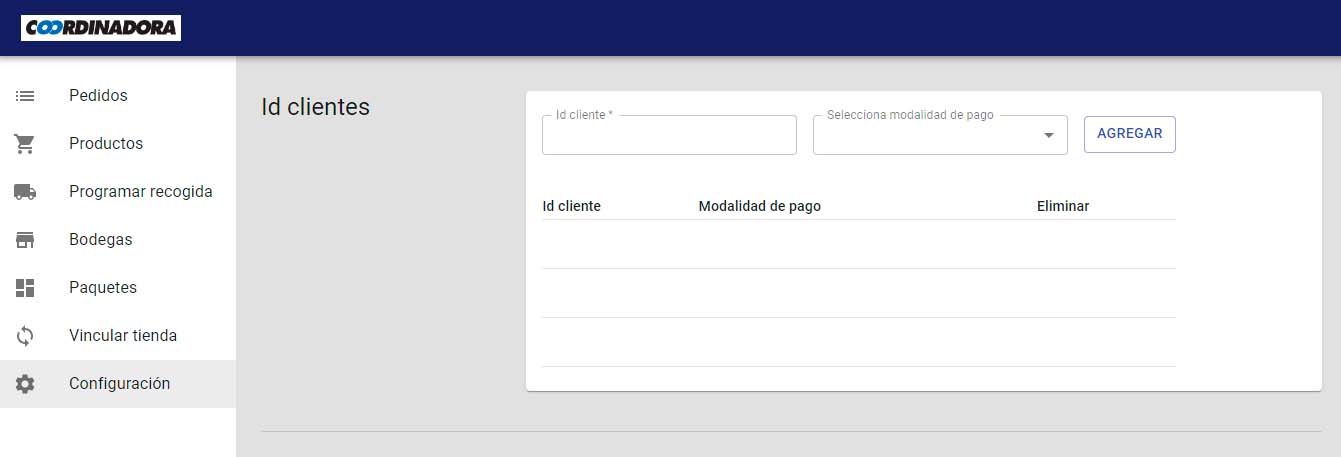 COORDINADORA
Pedidos
Productos
Programar recogida
Bodegas
Paquetes
Vincular tienda
Configuración
Id clientes
Id cliente *
Selecciona modalidad de pago
AGREGAR
Id cliente Modalidad de pago Eliminar